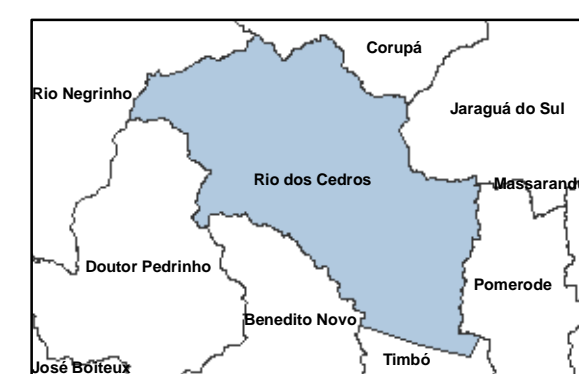 Corupá
Rio Negrinho
Jaraguá do Sul
Rio dos Cedros
Doutor Pedrinho
Pomerode
Benedito Novo
Timbó
José Boiteux